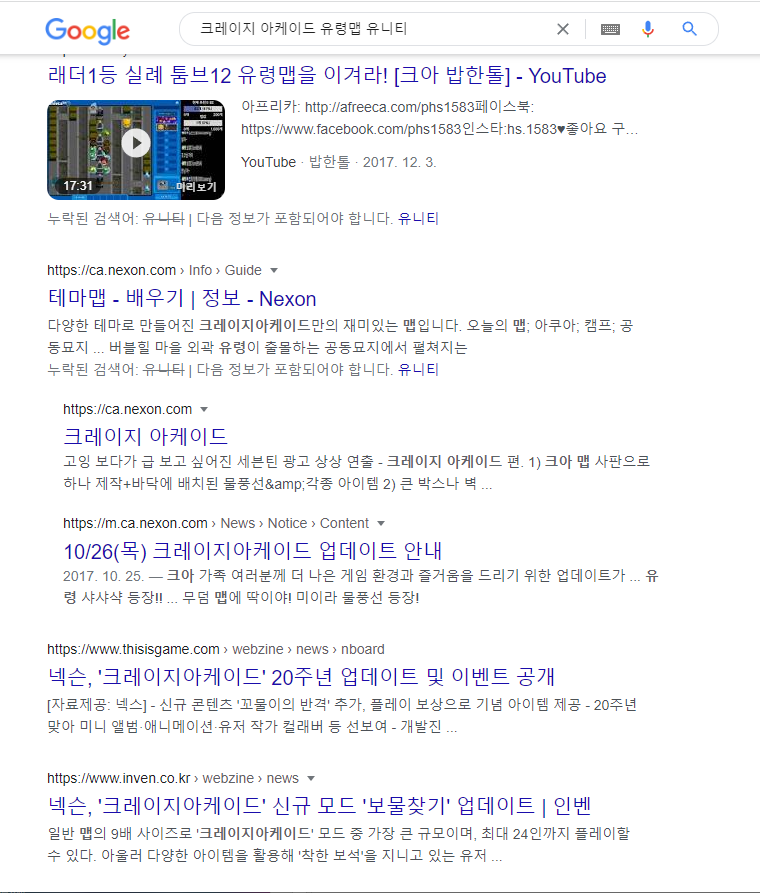 Google
크레이지 아케이드 유령맵 유니티
래더1등 실례 툼브12 유령맵을 이겨라! [크아 밥한톨] - YouTube
아프리카: http://afreeca.com/phs1583페이스북:
https://www.facebook.com/phs1583인스타:hs.1583♥좋아요 구...
17:31
미리보기
YouTube · 밥한톨 · 2017. 12. 3.
누락된 검색어: 유니티 | 다음 정보가 포함되어야 합니다. 유니티
https://ca.nexon.com › Info › Guide
테마맵 - 배우기 | 정보 - Nexon
다양한 테마로 만들어진 크레이지아케이드만의 재미있는 맵입니다. 오늘의 맵; 아쿠아; 캠프; 공
동묘지 ... 버블힐 마을 외곽 유령이 출몰하는 공동묘지에서 펼쳐지는
누락된 검색어: 유니티 | 다음 정보가 포함되어야 합니다. 유니티
https://ca.nexon.com
크레이지 아케이드
고잉 보다가 급 보고 싶어진 세븐틴 광고 상상 연출 - 크레이지 아케이드 편. 1) 크아 맵 사판으로
하나 제작+바닥에 배치된 물풍선&amp;각종 아이템 2) 큰 박스나 벽 ...
https://m.ca.nexon.com › News › Notice › Content
10/26(목) 크레이지아케이드 업데이트 안내
2017. 10. 25. — 크아 가족 여러분께 더 나은 게임 환경과 즐거움을 드리기 위한 업데이트가 ... 유
령 샤샤샥 등장!! ... 무덤 맵에 딱이야! 미이라 물풍선 등장!
https://www.thisisgame.com › webzine › news › nboard
넥슨, '크레이지아케이드' 20주년 업데이트 및 이벤트 공개
[자료제공: 넥스] - 신규 콘텐츠 '꼬물이의 반격' 추가, 플레이 보상으로 기념 아이템 제공 - 20주년
맞아 미니 앨범·애니메이션·유저 작가 컬래버 등 선보여 - 개발진 ...
https://www.inven.co.kr › webzine › news
넥슨, '크레이지아케이드' 신규 모드 '보물찾기' 업데이트 | 인벤
일반 맵의 9배 사이즈로 '크레이지아케이드' 모드 중 가장 큰 규모이며, 최대 24인까지 플레이할
수 있다. 아울러 다양한 아이템을 활용해 '착한 보석'을 지니고 있는 유저 ...